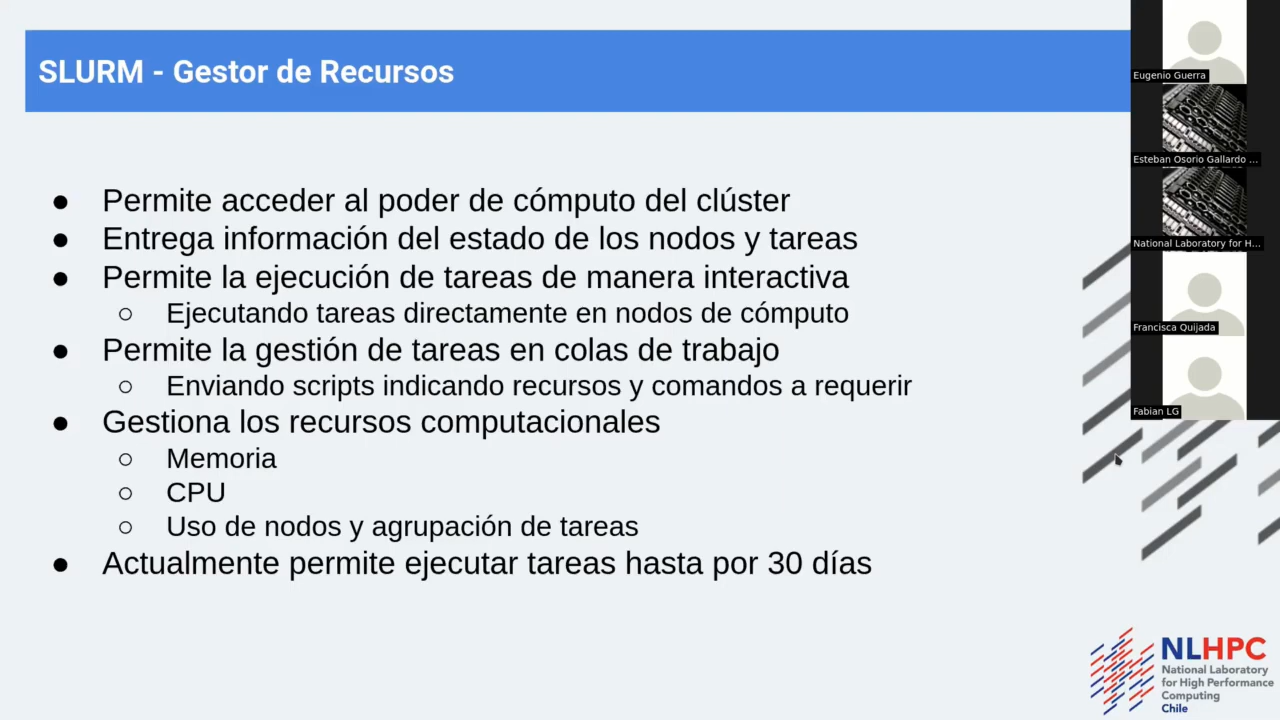 SLURM - Gestor de Recursos
● Permite acceder al poder de cómputo del clúster
● Entrega información del estado de los nodos y tareas
● Permite la ejecución de tareas de manera interactiva
○ Ejecutando tareas directamente en nodos de cómputo
● Permite la gestión de tareas en colas de trabajo
○ Enviando scripts indicando recursos y comandos a requerir
● Gestiona los recursos computacionales
○ Memoria
○ CPU
○ Uso de nodos y agrupación de tareas
● Actualmente permite ejecutar tareas hasta por 30 días
Eugenio Guerra
Esteban Osorio Gallardo ...
National Laboratory for H...
Francisca Quijada
Fabian LG
NLHPC
National Laboratory
for High Performance
Computing
Chile